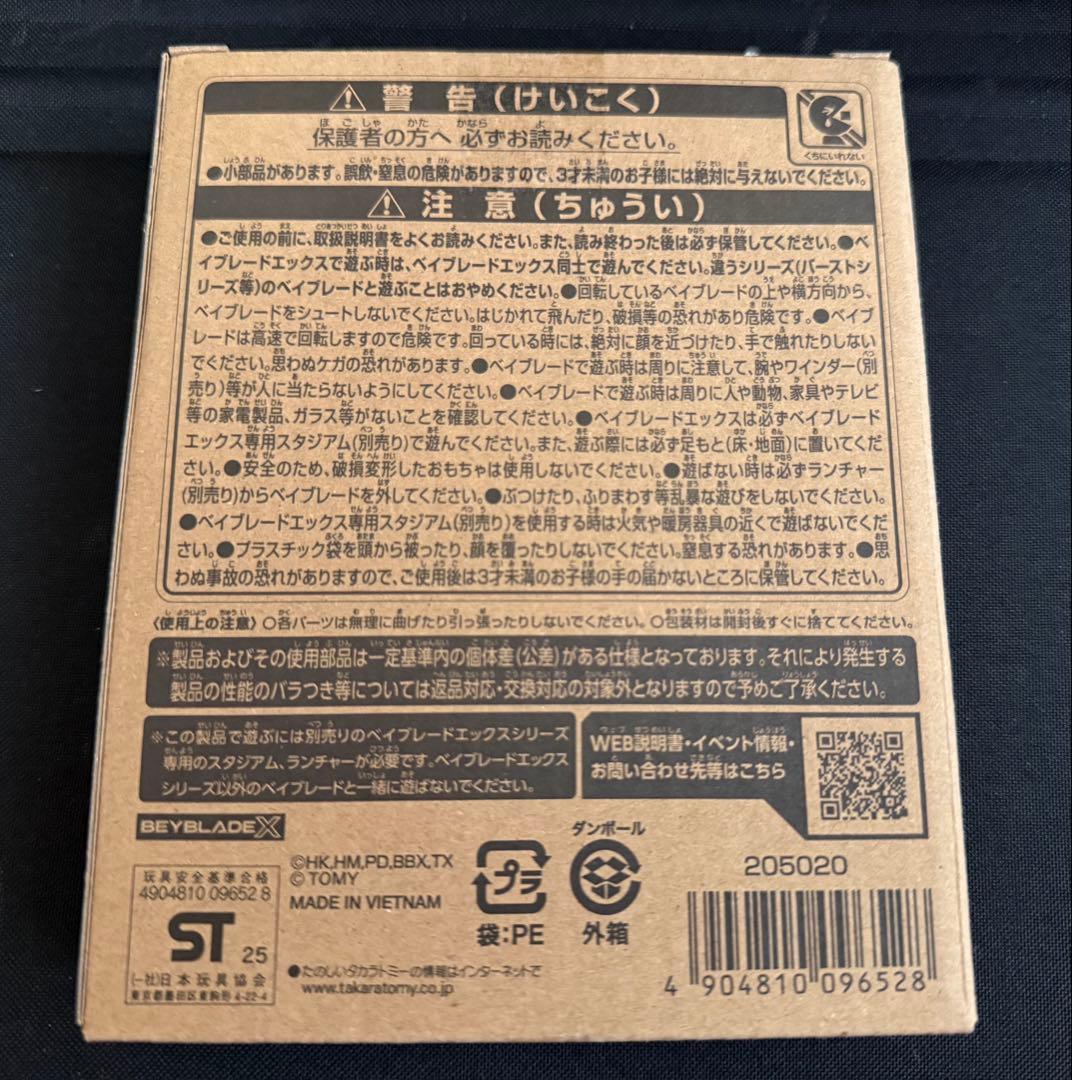 ⚠ 警告(けいこく)
保護者の方へ 必ずお読みください。
くちにいれない
●小部品があります。誤飲・窒息の危険がありますので、3才未満のお子様には絶対に与えないでください。
⚠ 注意(ちゅうい)
●ご使用の前に、取扱説明書をよくお読みください。また、読み終わった後は必ず保管してください。●ベ
イブレードエックスで遊ぶ時は、ベイブレードエックス同士で遊んでください。違うシリーズ(バーストシ
リーズ等)のベイブレードと遊ぶことはおやめください。●回転しているベイブレードの上や横方向から、
ベイブレードをシュートしないでください。はじかれて飛んだり、破損等の恐れがあり危険です。●ベイブ
レードは高速で回転しますので危険です。回っている時には、絶対に顔を近づけたり、手で触れたりしない
でください。思わぬケガの恐れがあります。●ベイブレードで遊ぶ時は周りに注意して、腕やワインダー(別
売り)等が人に当たらないようにしてください。●ベイブレードで遊ぶ時は周りに人や動物、家具やテレビ
等の家電製品、ガラス等がないことを確認してください。●ベイブレードエックスは必ずベイブレード
エックス専用スタジアム(別売り)で遊んでください。また、遊ぶ際には必ず足もと(床・地面)に置いてくだ
さい。●安全のため、破損変形したおもちゃは使用しないでください。●遊ばない時は必ずランチャー
(別売り)からベイブレードを外してください。●ぶつけたり、ふりまわす等乱暴な遊びをしないでください。
●ベイブレードエックス専用スタジアム(別売り)を使用する時は火気や暖房器具の近くで遊ばないでくだ
さい。●プラスチック袋を頭から被ったり、顔を覆ったりしないでください。窒息する恐れがあります。●思
わぬ事故の恐れがありますので、ご使用後は3才未満のお子様の手の届かないところに保管してください。
〈使用上の注意〉○各パーツは無理に曲げたり引っ張ったりしないでください。○包装材は開封後すぐに捨ててください。
※製品およびその使用部品は一定基準内の個体差(公差)がある仕様となっております。それにより発生する
製品の性能のバラつき等については返品対応・交換対応の対象外となりますので予めご了承ください。
※この製品で遊ぶには別売りのベイブレードエックスシリーズ
専用のスタジアム、ランチャーが必要です。ベイブレードエックス
シリーズ以外のベイブレードと一緒に遊ばないでください。
WEB説明書・イベント情報・
お問い合わせ先等はこちら
BEYBLADE X
玩具安全基準合格
4904810 09652 8
ST 25
(一社)日本玩具協会
東京都墨田区東駒形4-22-4
©HK,HM,PD,BBX,TX
© TOMY
MADE IN VIETNAM
プラ
袋:PE
ダンボール
外箱
●たのしいタカラトミーの情報はインターネットで
www.takaratomy.co.jp
205020
4 904810 096528